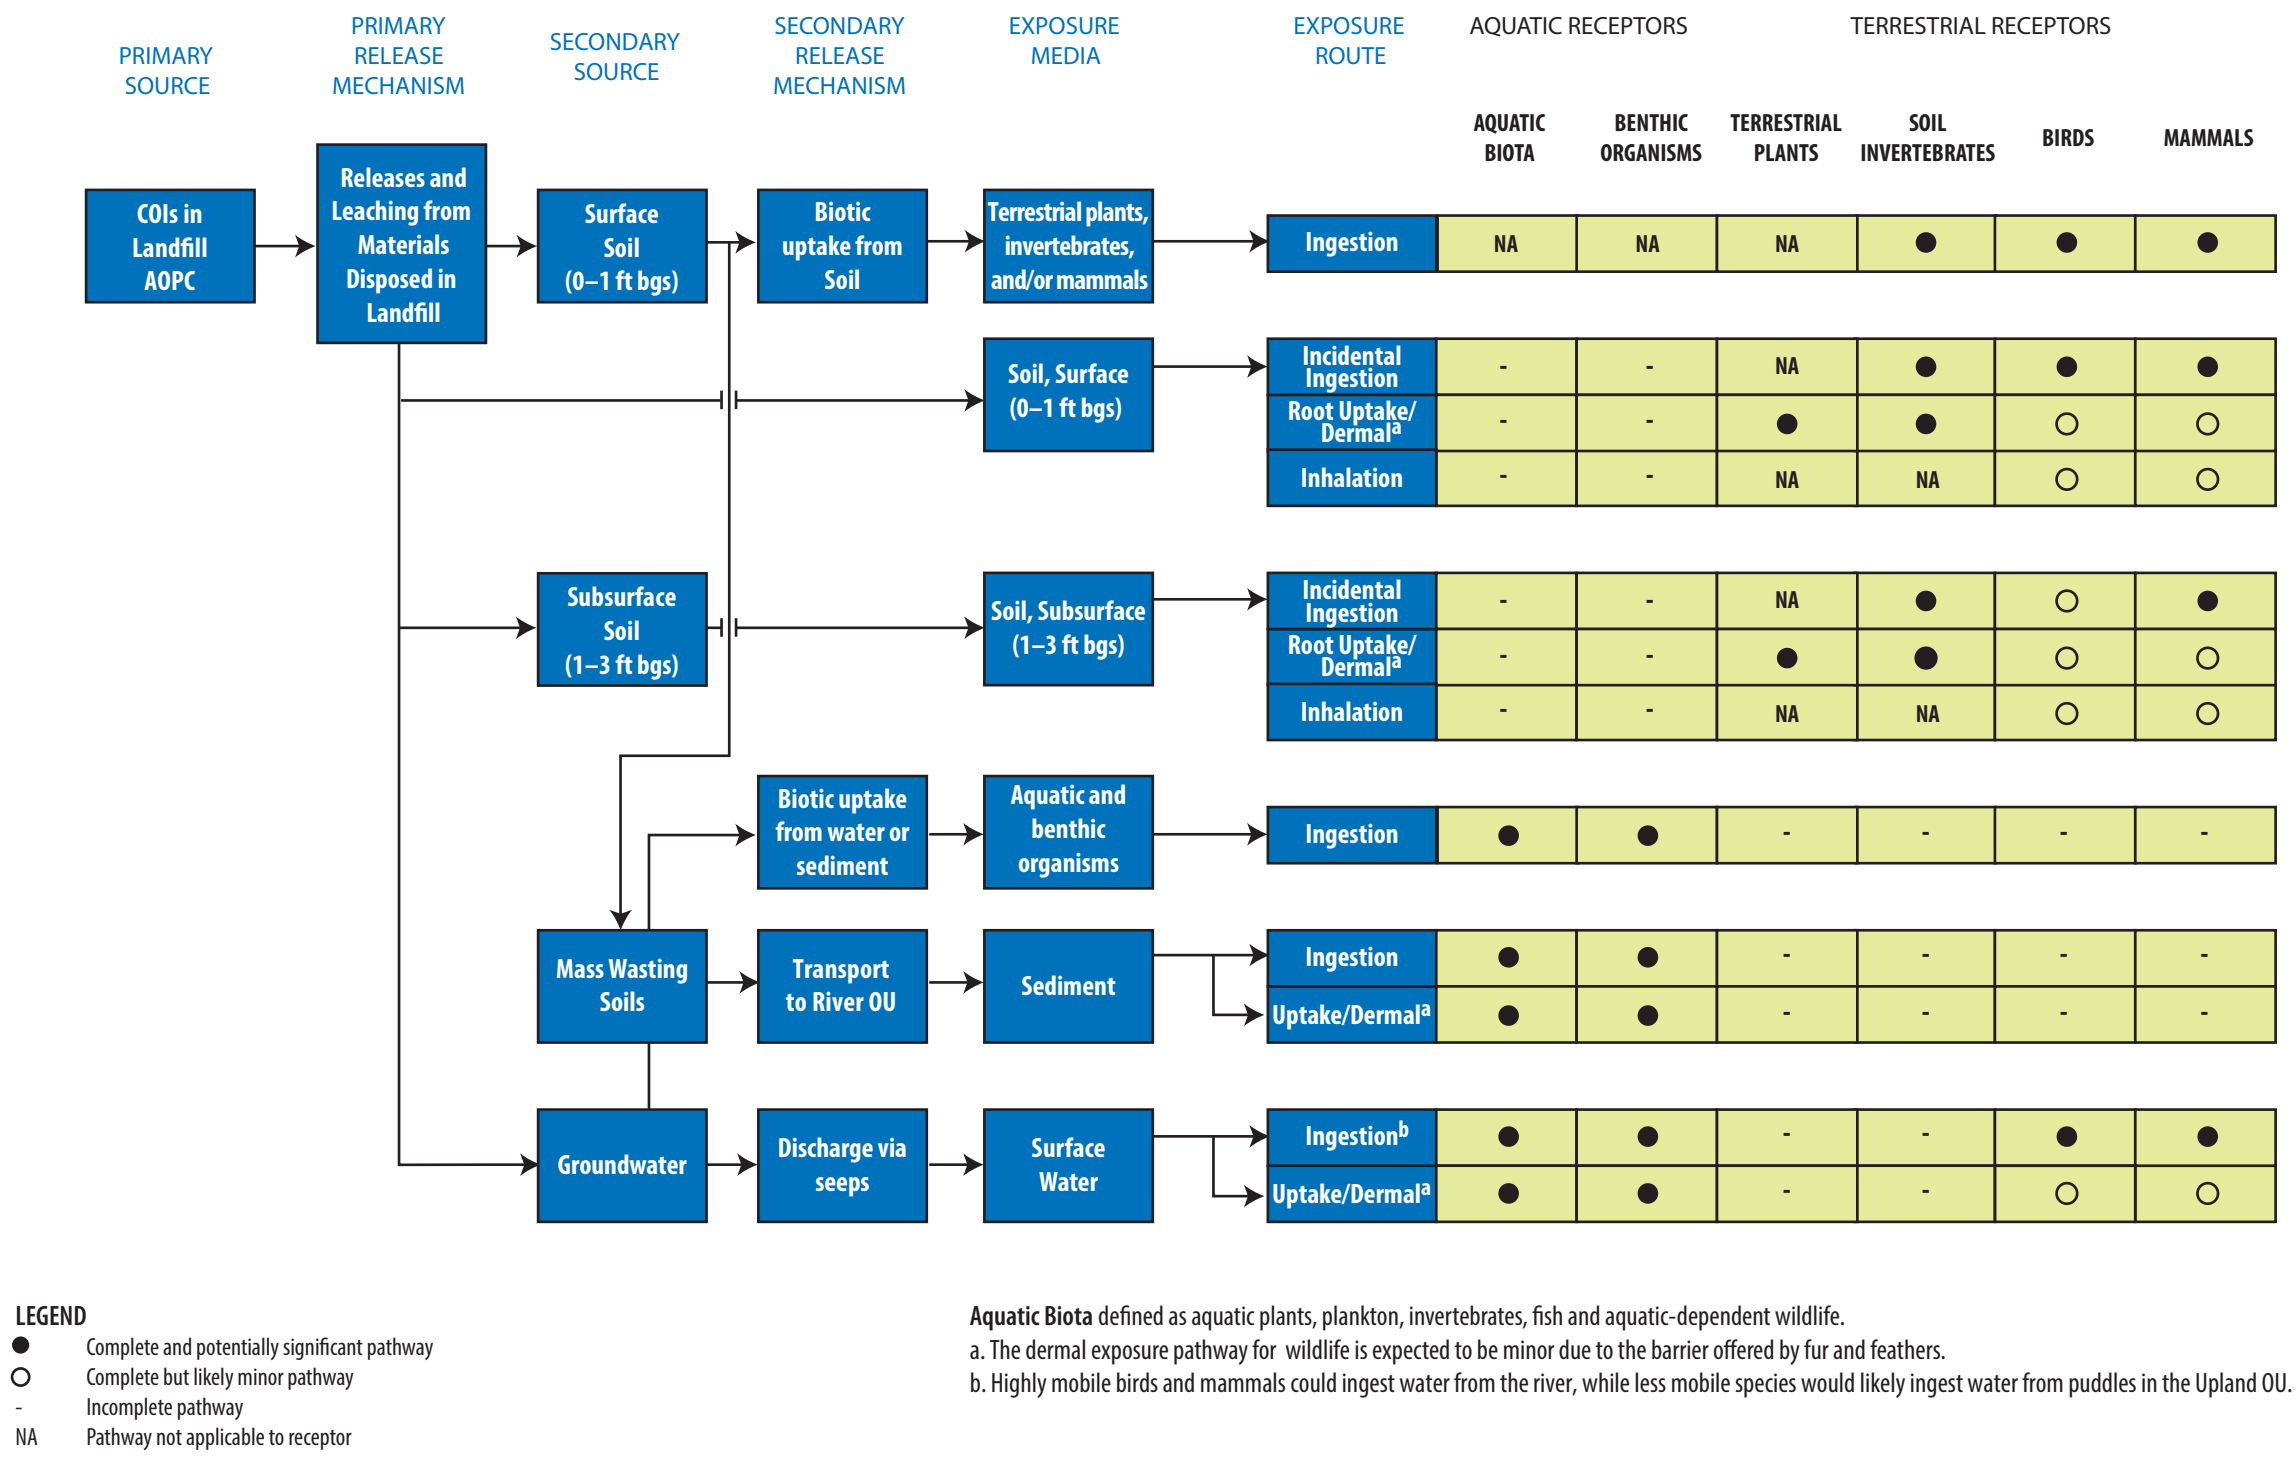 PRIMARY
SOURCE
PRIMARY
RELEASE
MECHANISM
SECONDARY
SOURCE
SECONDARY
RELEASE
MECHANISM
EXPOSURE
MEDIA
EXPOSURE
ROUTE
AQUATIC RECEPTORS
TERRESTRIAL RECEPTORS
AQUATIC
BIOTA
BENTHIC
ORGANISMS
TERRESTRIAL
PLANTS
SOIL
INVERTEBRATES
BIRDS
MAMMALS
COIs in
Landfill
AOPC
Releases and
Leaching from
Materials
Disposed in
Landfill
Surface
Soil
(0–1 ft bgs)
Biotic
uptake from
Soil
Terrestrial plants,
invertebrates,
and/or mammals
Ingestion
NA NA NA ● ● ●
Soil, Surface
(0–1 ft bgs)
Incidental
Ingestion
- - NA ● ● ●
Root Uptake/
Dermal a
- - ● ● ○ ○
Inhalation
- - NA NA ○ ○
Subsurface
Soil
(1–3 ft bgs)
Soil, Subsurface
(1–3 ft bgs)
Incidental
Ingestion
- - NA ● ○ ●
Root Uptake/
Dermal a
- - ● ● ○ ○
Inhalation
- - NA NA ○ ○
Biotic uptake
from water or
sediment
Aquatic and
benthic
organisms
Ingestion
● ● - - - -
Mass Wasting
Soils
Transport
to River OU
Sediment
Ingestion
● ● - - - -
Uptake/Dermal a
● ● - - - -
Groundwater
Discharge via
seeps
Surface
Water
Ingestion b
● ● - - ● ●
Uptake/Dermal a
● ● - - ○ ○
LEGEND
● Complete and potentially significant pathway
○ Complete but likely minor pathway
- Incomplete pathway
NA Pathway not applicable to receptor
Aquatic Biota defined as aquatic plants, plankton, invertebrates, fish and aquatic-dependent wildlife.
a. The dermal exposure pathway for wildlife is expected to be minor due to the barrier offered by fur and feathers.
b. Highly mobile birds and mammals could ingest water from the river, while less mobile species would likely ingest water from puddles in the Upland OU.